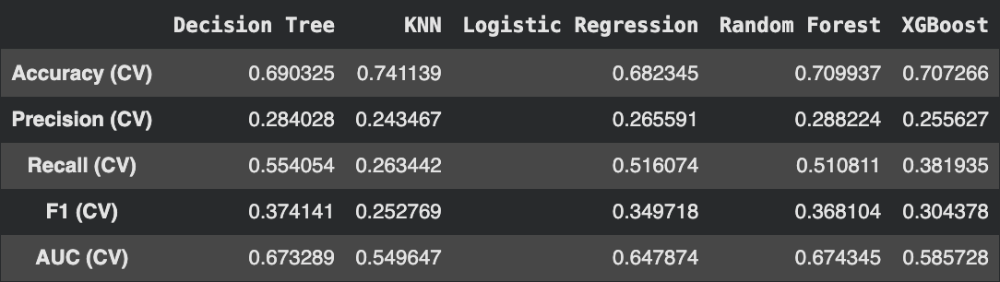 Decision Tree KNN Logistic Regression Random Forest XGBoost
Accuracy (CV) 0.690325 0.741139 0.682345 0.709937 0.707266
Precision (CV) 0.284028 0.243467 0.265591 0.288224 0.255627
Recall (CV) 0.554054 0.263442 0.516074 0.510811 0.381935
F1 (CV) 0.374141 0.252769 0.349718 0.368104 0.304378
AUC (CV) 0.673289 0.549647 0.647874 0.674345 0.585728